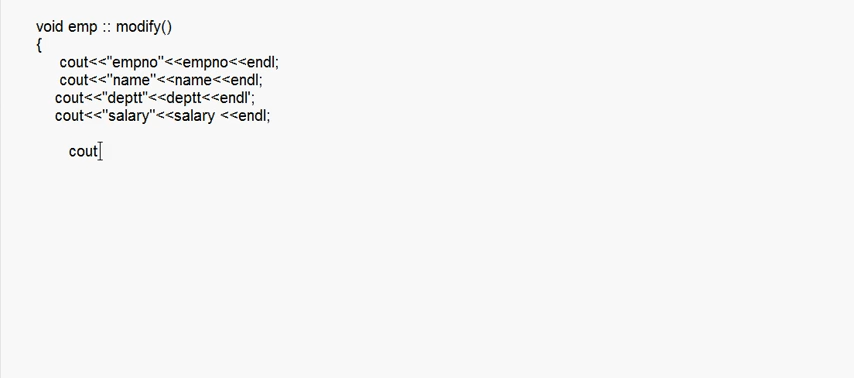 void emp :: modify()
{
cout<<"empno"<<empno<<endl;
cout<<"name"<<name<<endl;
cout<<"deptt"<<deptt<<endl';
cout<<"salary"<<salary <<endl;
cout